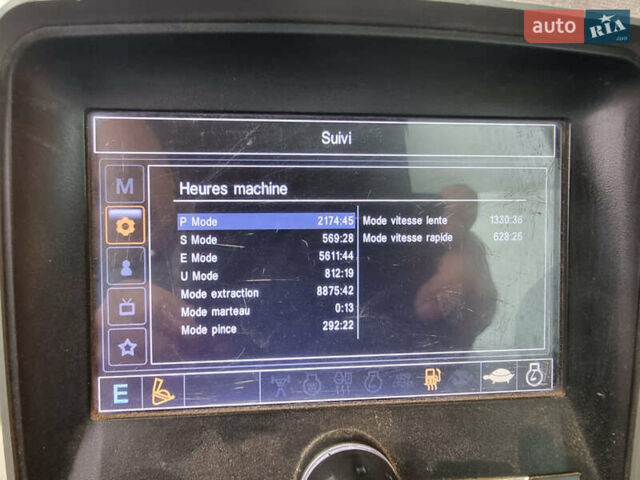 auto RIA .com
Suivi
M
Heures machine
P Mode 2174:45
S Mode 569:28
E Mode 5611:44
U Mode 812:19
Mode extraction 8875:42
Mode marteau 0:13
Mode pince 292:22
Mode vitesse lente 1330:36
Mode vitesse rapide 628:26
E